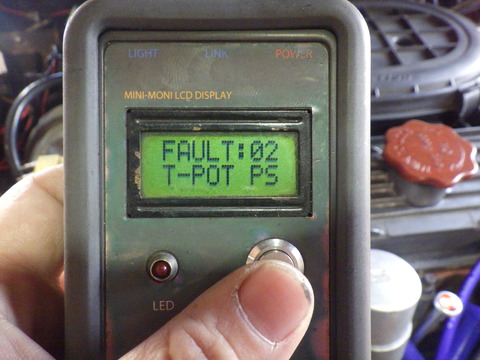 LIGHT LINK POWER
MINI-MONI LCD DISPLAY
FAULT:02
T-POT PS
LED